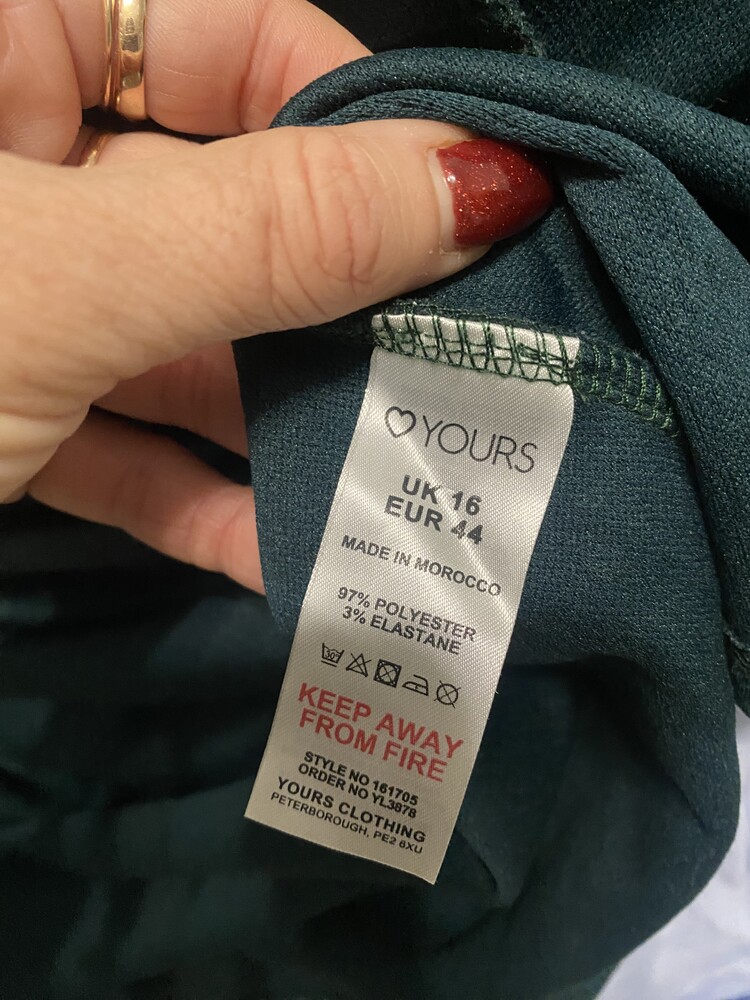 YOURS
UK 16
EUR 44
MADE IN MOROCCO
97% POLYESTER
3% ELASTANE
30°
KEEP AWAY
FROM FIRE
STYLE NO 161705
ORDER NO YL3878
YOURS CLOTHING
PETERBOROUGH, PE2 6XU